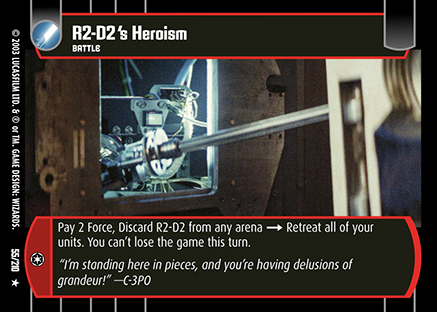 R2-D2's Heroism
BATTLE
Pay 2 Force, Discard R2-D2 from any arena → Retreat all of your
units. You can't lose the game this turn.
"I'm standing here in pieces, and you're having delusions of
grandeur!" —C-3PO
© 2003 LUCASFILM LTD. & ® or TM. GAME DESIGN: WIZARDS.
55/210